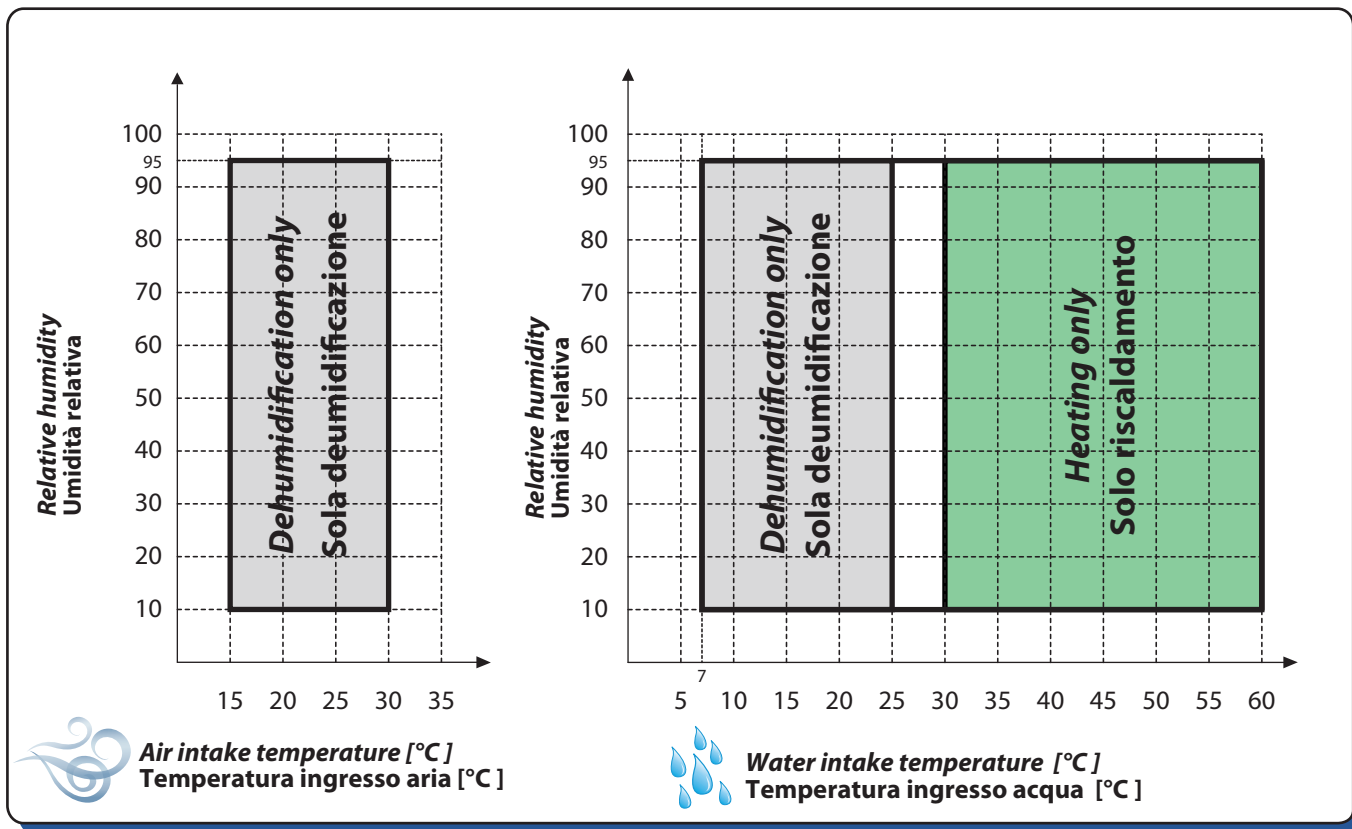 100
95
90
80
70
60
50
40
30
20
10
Relative humidity
Umidità relativa
Dehumidification only
Sola deumidificazione
15 20 25 30 35
Air intake temperature [°C ]
Temperatura ingresso aria [°C ]
100
95
90
80
70
60
50
40
30
20
10
Relative humidity
Umidità relativa
Dehumidification only
Sola deumidificazione
Heating only
Solo riscaldamento
5 7 10 15 20 25 30 35 40 45 50 55 60
Water intake temperature [°C ]
Temperatura ingresso acqua [°C ]